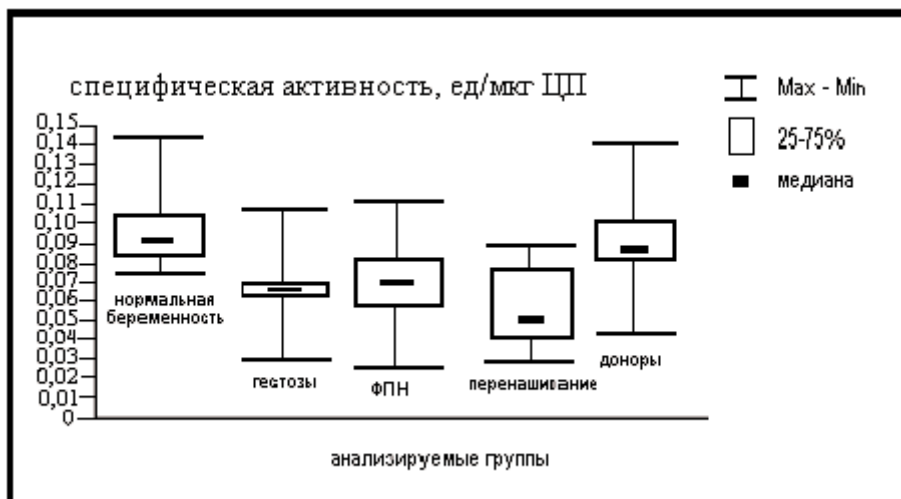 специфическая активность, ед/мкг ЦП
Max - Min
25-75%
медиана
0,15
0,14
0,13
0,12
0,11
0,10
0,09
0,08
0,07
0,06
0,05
0,04
0,03
0,02
0,01
0
нормальная
беременность
гестозы
ФПН
перенашивание
доноры
анализируемые группы